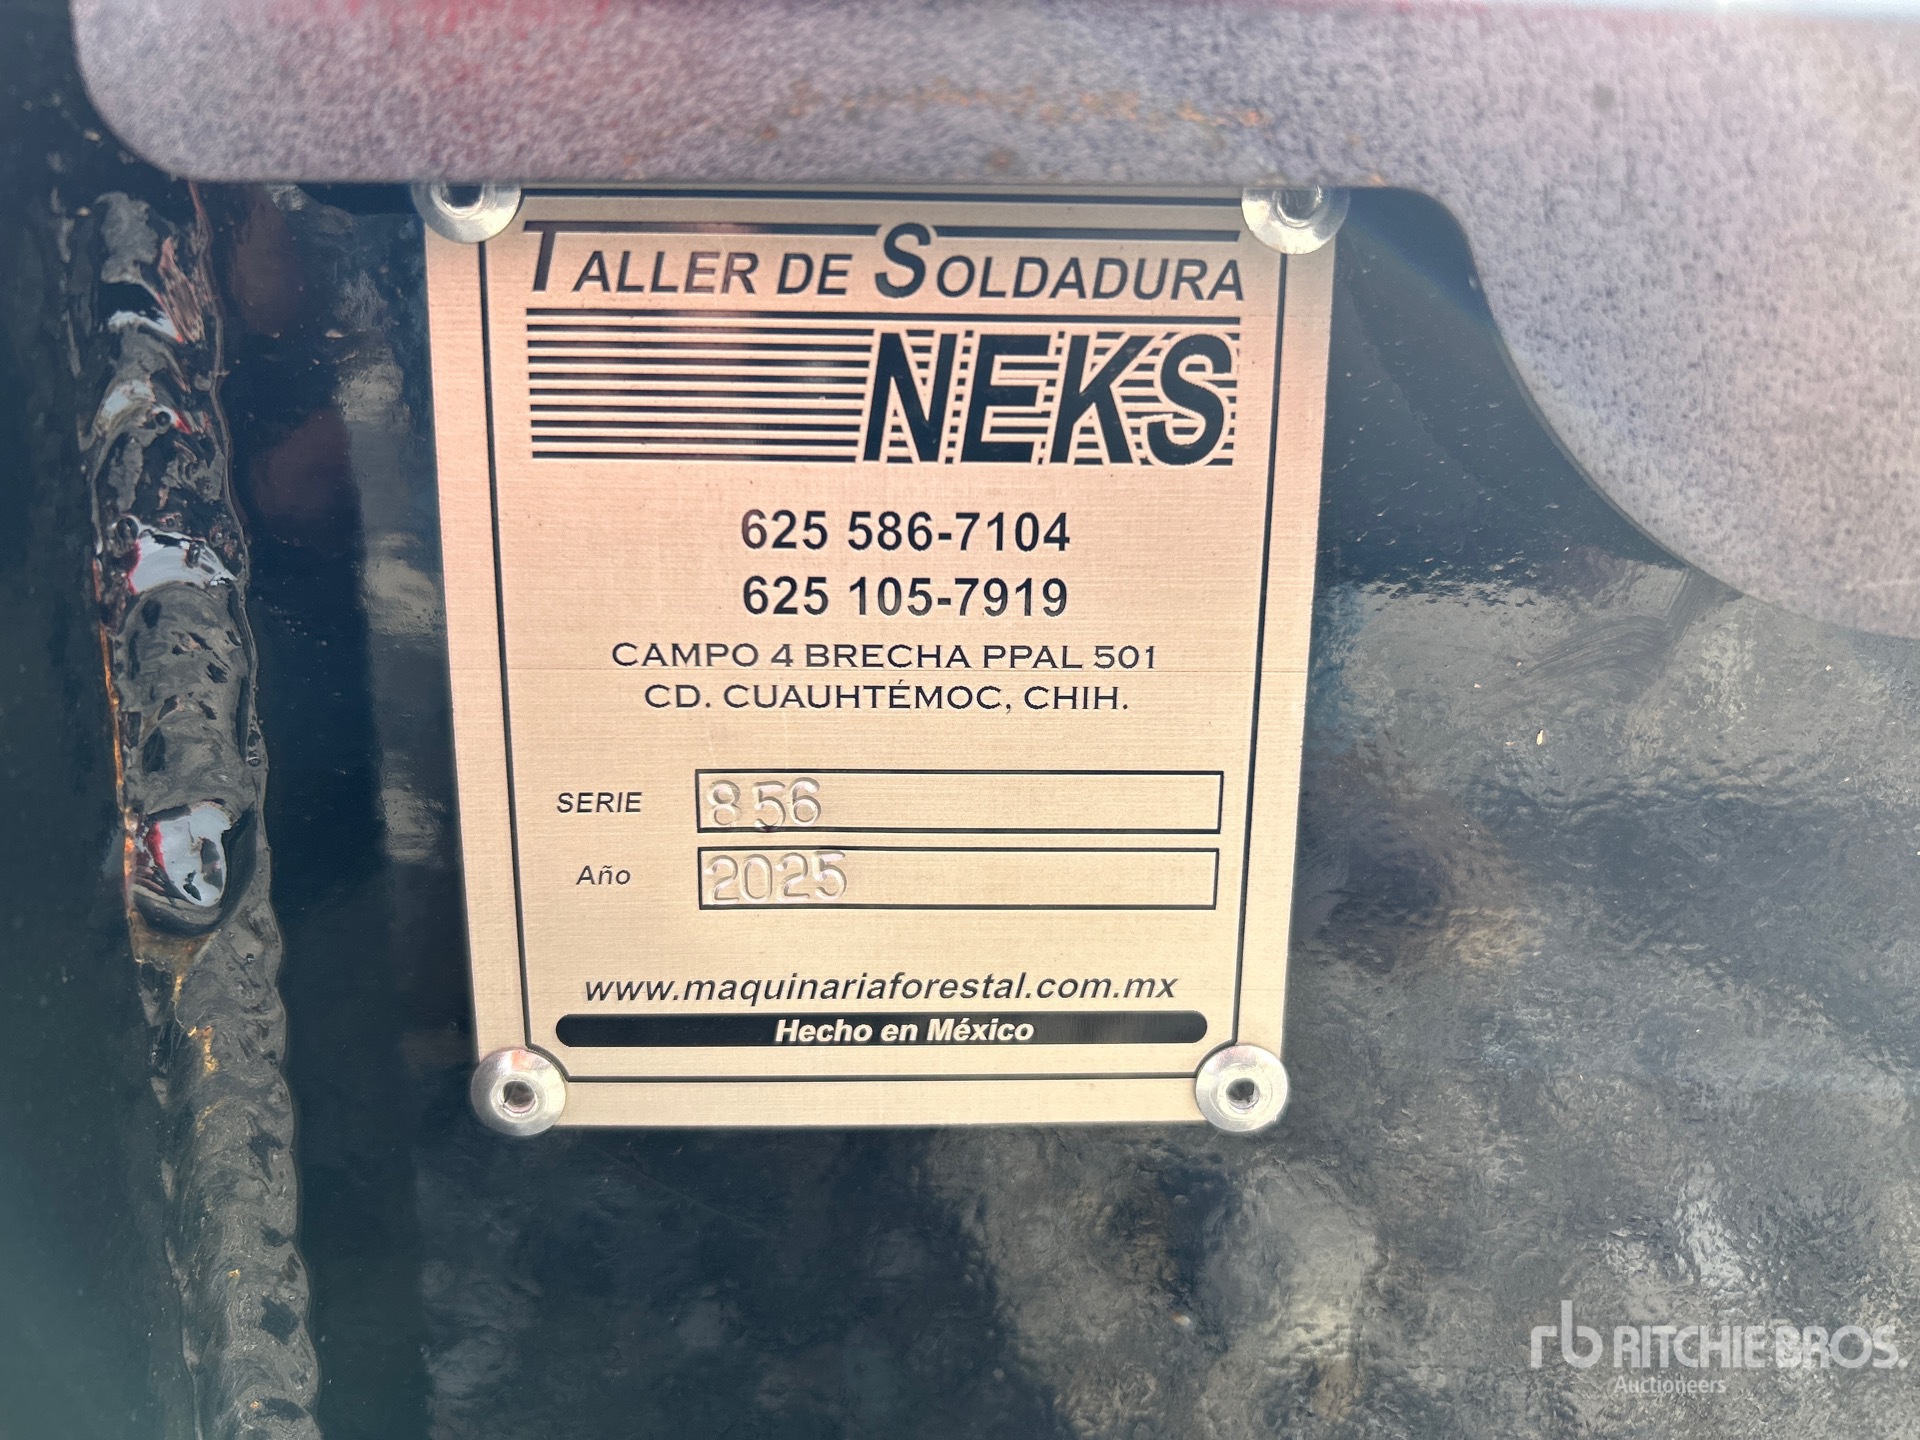 TALLER DE SOLDADURA
NEKS
625 586-7104
625 105-7919
CAMPO 4 BRECHA PPAL 501
CD. CUAUHTÉMOC, CHIH.
SERIE 856
Año 2025
www.maquinariaforestal.com.mx
Hecho en México
rb RITCHIE BROS.
Auctioneers